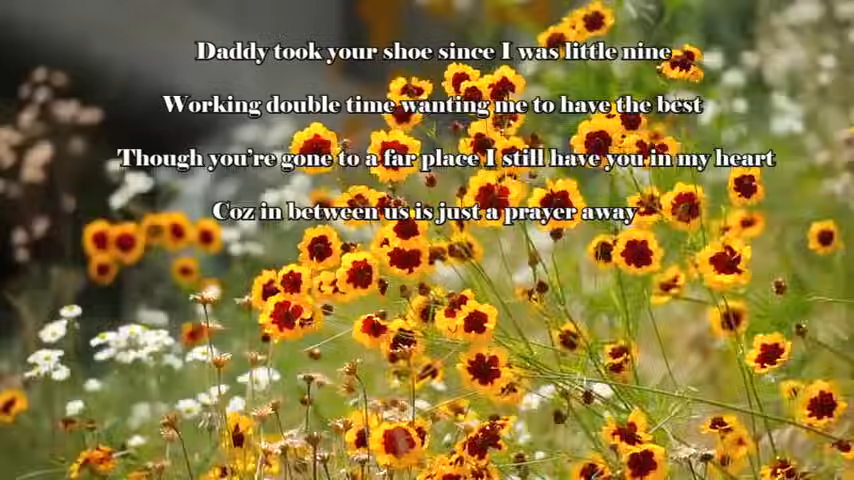 Daddy took your shoe since I was little nine
Working double time wanting me to have the best
Though you're gone to a far place I still have you in my heart
Coz in between us is just a prayer away